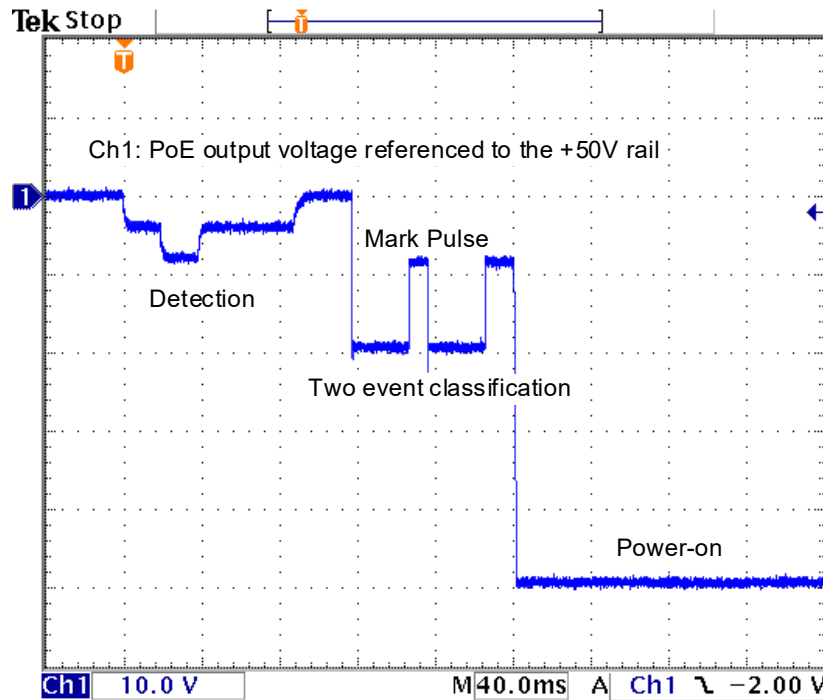 Tek Stop
T
T
Ch1: PoE output voltage referenced to the +50V rail
1
Mark Pulse
Detection
Two event classification
Power-on
Ch1 10.0 V M 40.0ms A Ch1 −2.00 V